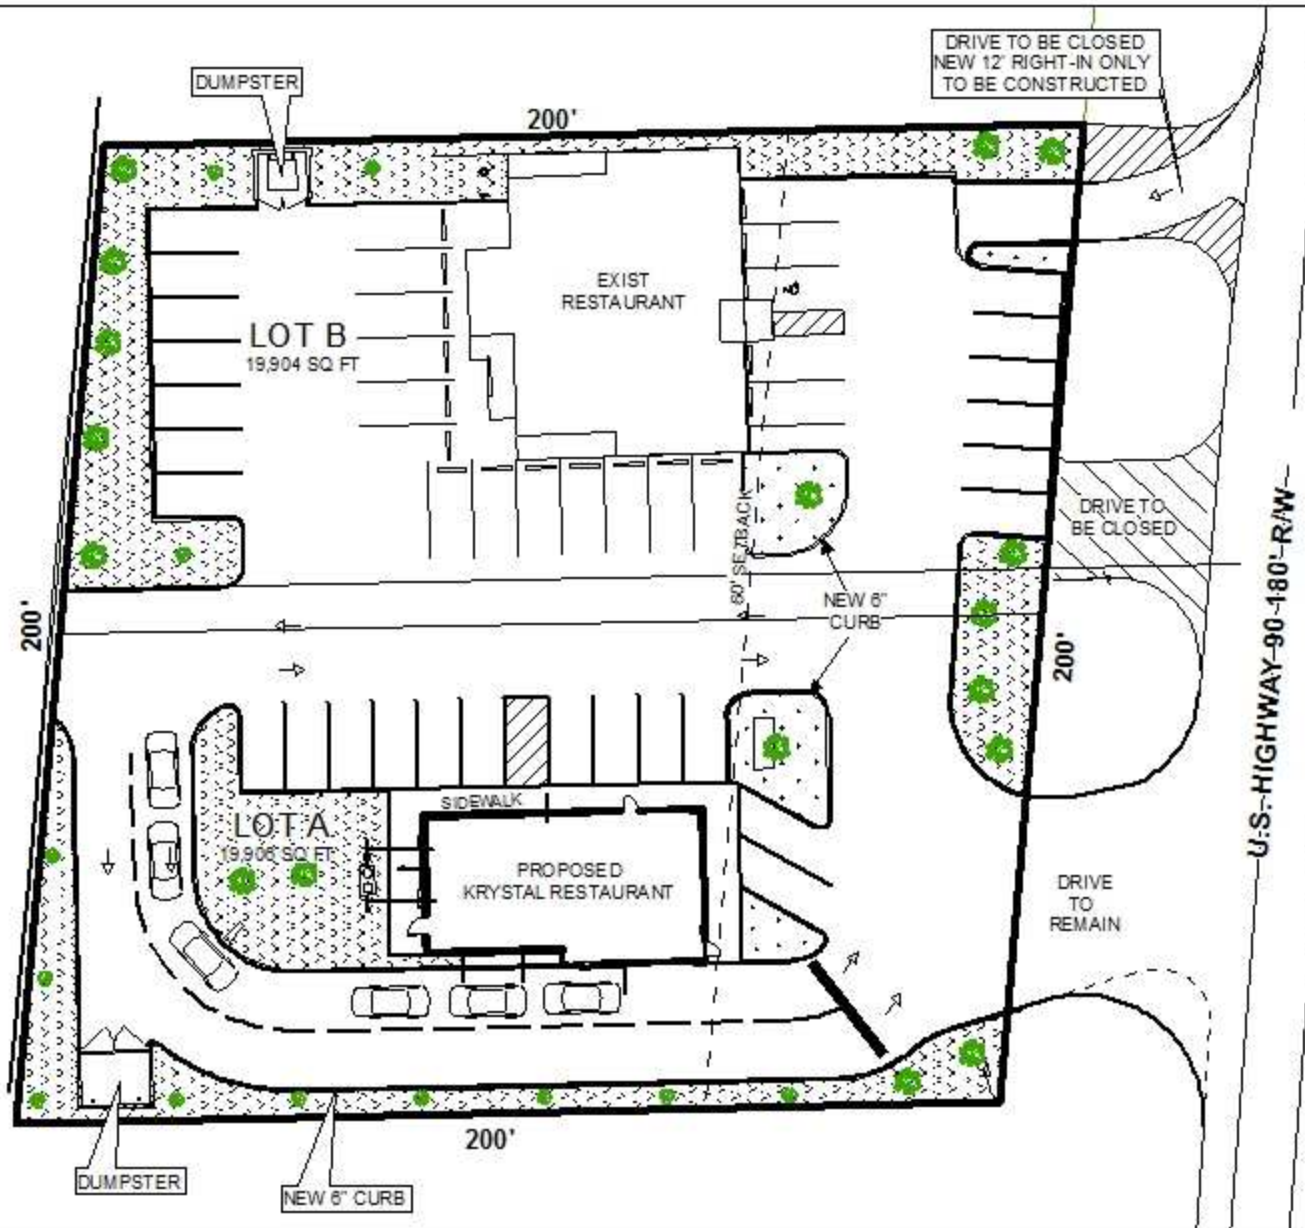 DRIVE TO BE CLOSED
NEW 12' RIGHT-IN ONLY
TO BE CONSTRUCTED
DUMPSTER
200'
EXIST
RESTAURANT
LOT B
19,904 SQ FT
DRIVE TO
BE CLOSED
60' SETBACK
NEW 6"
CURB
200'
200'
U.S. HIGHWAY 90-180' R/W
SIDEWALK
LOT A
19,906 SQ FT
PROPOSED
KRYSTAL RESTAURANT
DRIVE
TO
REMAIN
200'
DUMPSTER
NEW 6" CURB